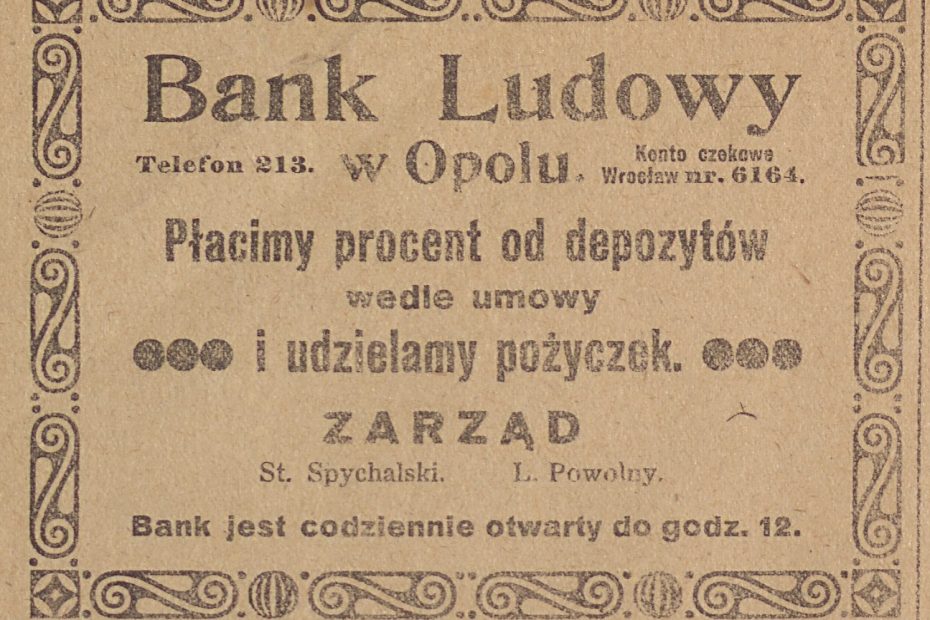 Bank Ludowy
Telefon 213. w Opolu. Konto czekowe
Wrocław nr. 6164.
Płacimy procent od depozytów
wedle umowy
i udzielamy pożyczek.
ZARZĄD
St. Spychalski. L. Powolny.
Bank jest codziennie otwarty do godz. 12.